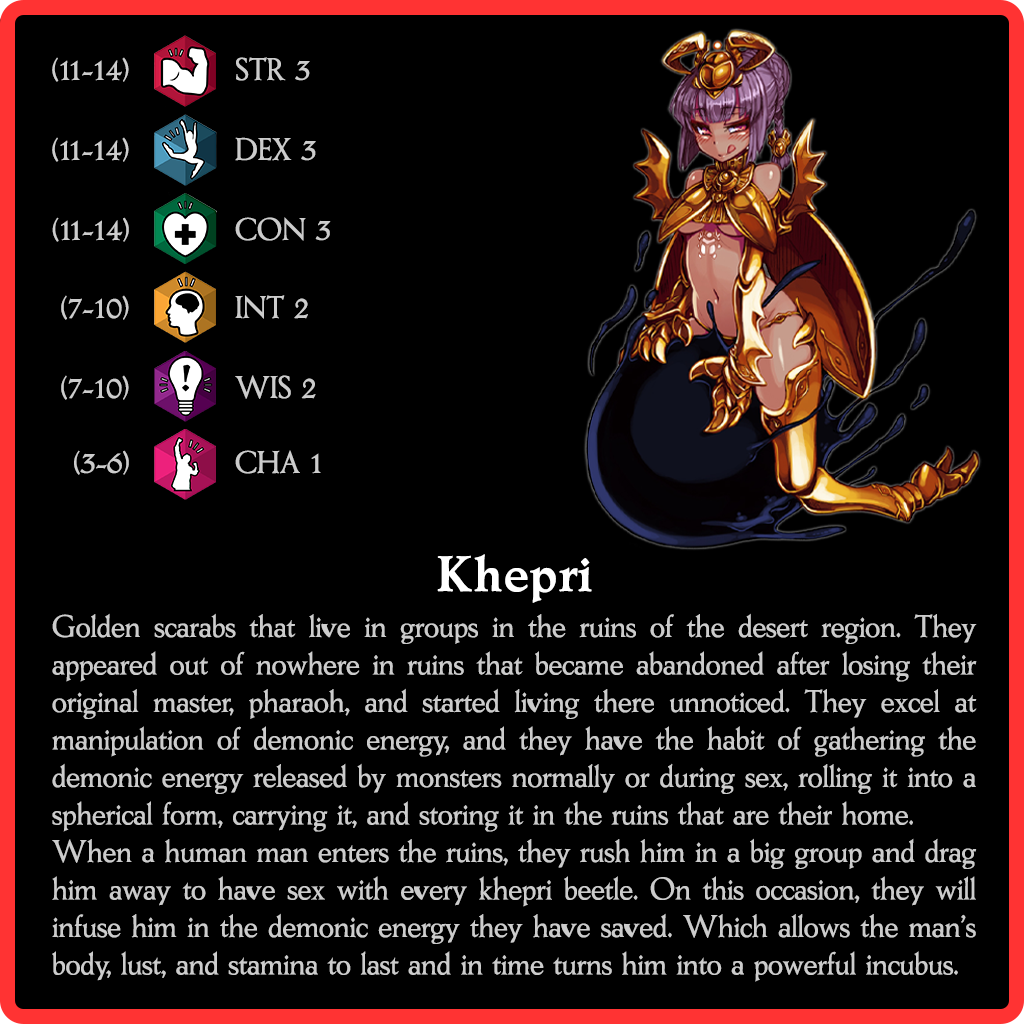 (11-14) STR 3
(11-14) DEX 3
(11-14) CON 3
(7-10) INT 2
(7-10) WIS 2
(3-6) CHA 1
Khepri
Golden scarabs that live in groups in the ruins of the desert region. They
appeared out of nowhere in ruins that became abandoned after losing their
original master, pharaoh, and started living there unnoticed. They excel at
manipulation of demonic energy, and they have the habit of gathering the
demonic energy released by monsters normally or during sex, rolling it into a
spherical form, carrying it, and storing it in the ruins that are their home.
When a human man enters the ruins, they rush him in a big group and drag
him away to have sex with every khepri beetle. On this occasion, they will
infuse him in the demonic energy they have saved. Which allows the man's
body, lust, and stamina to last and in time turns him into a powerful incubus.